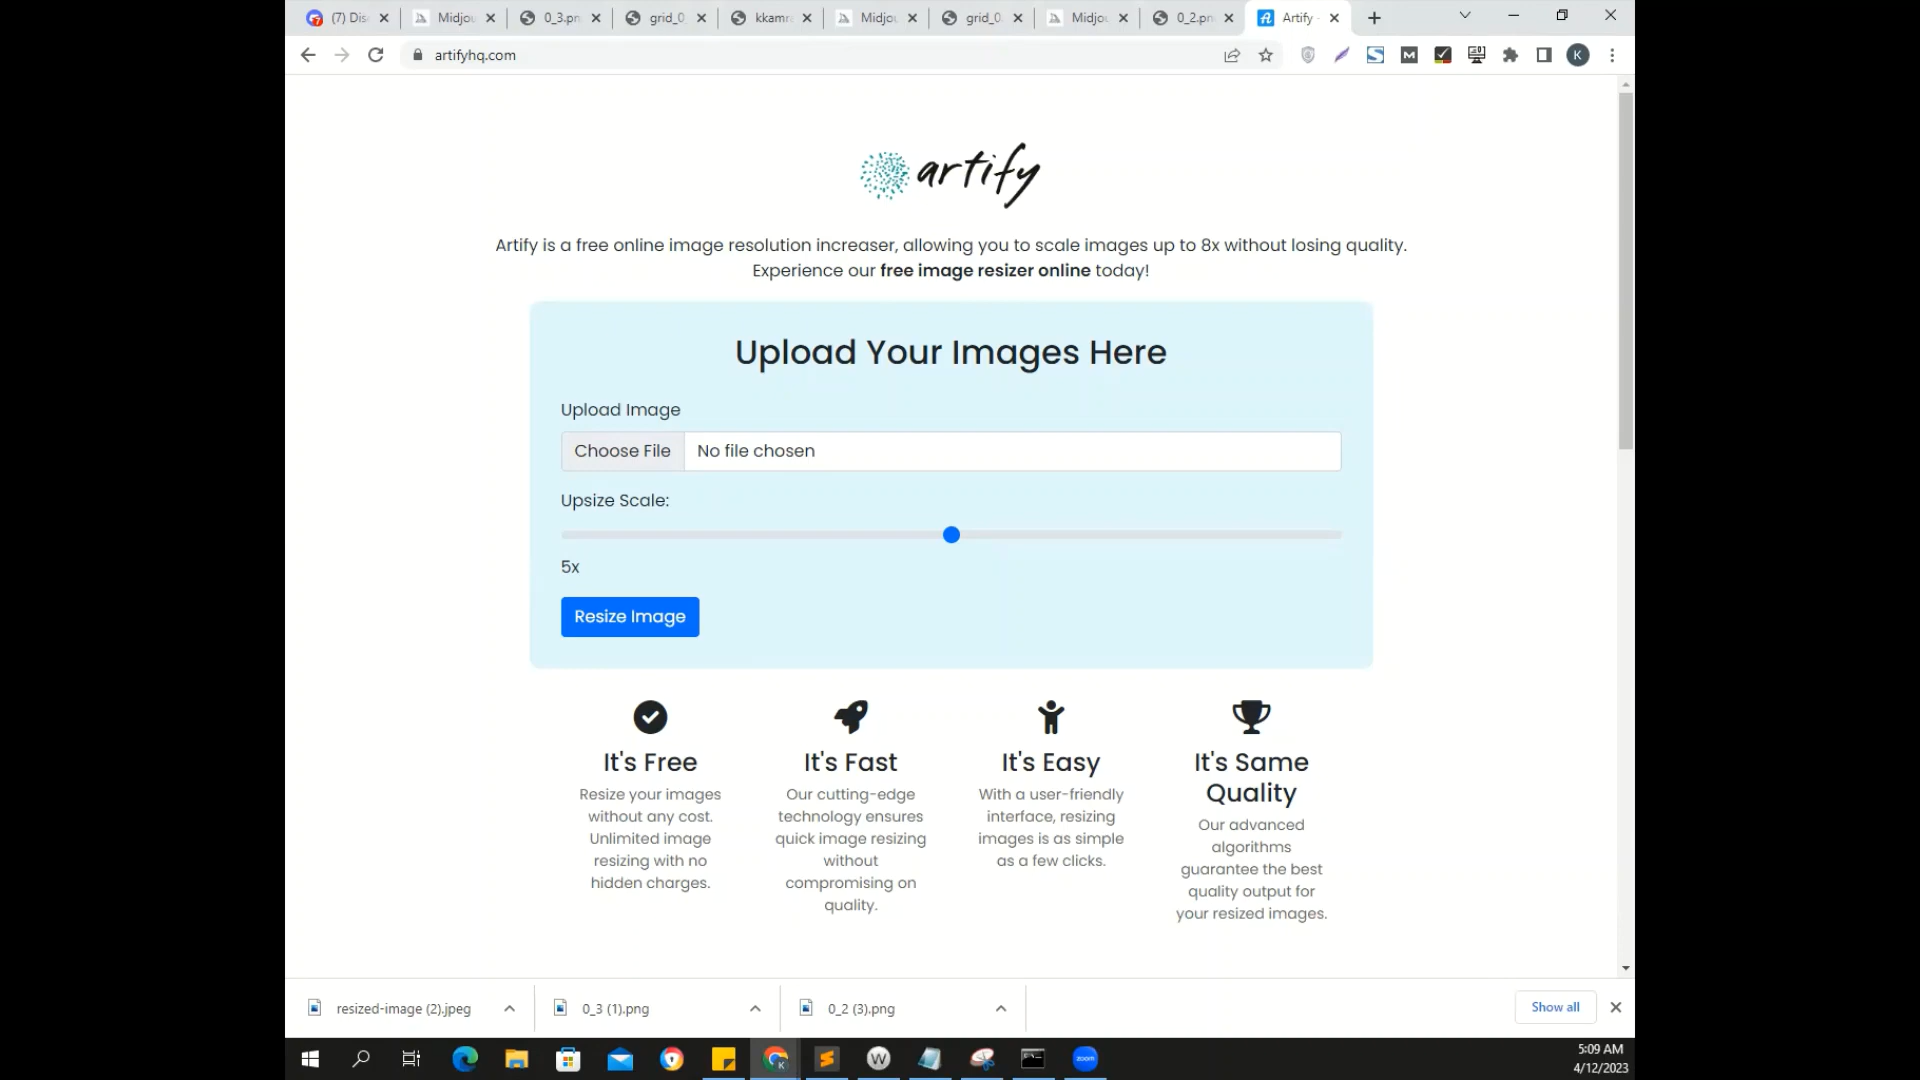 (7) Dis
Midjou
0_3.pn
grid_0
kkamra
Midjou
grid_0
Midjou
0_2.pn
Artify -
artifyhq.com
K
artify
Artify is a free online image resolution increaser, allowing you to scale images up to 8x without losing quality.
Experience our free image resizer online today!
Upload Your Images Here
Upload Image
Choose File No file chosen
Upsize Scale:
5x
Resize Image
It's Free
Resize your images
without any cost.
Unlimited image
resizing with no
hidden charges.
It's Fast
Our cutting-edge
technology ensures
quick image resizing
without
compromising on
quality.
It's Easy
With a user-friendly
interface, resizing
images is as simple
as a few clicks.
It's Same
Quality
Our advanced
algorithms
guarantee the best
quality output for
your resized images.
resized-image (2).jpeg
0_3 (1).png
0_2 (3).png
Show all
W
zoom
5:09 AM
4/12/2023